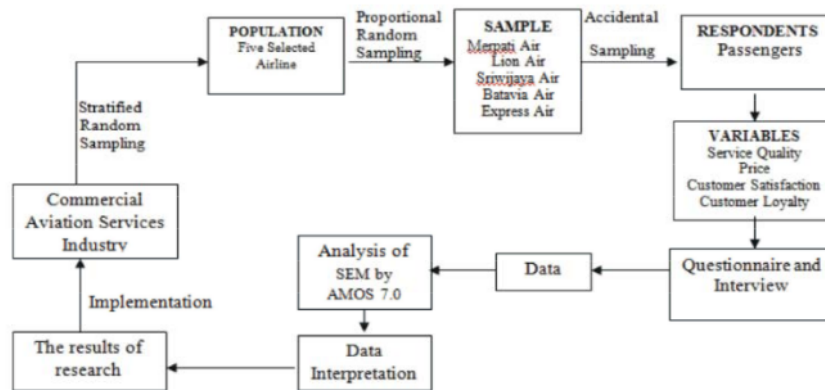 POPULATION
Five Selected
Airline
Proportional
Random
Sampling
SAMPLE
Merpati Air
Lion Air
Sriwijaya Air
Batavia Air
Express Air
Accidental
Sampling
RESPONDENTS
Passengers
Stratified
Random
Sampling
VARIABLES
Service Quality
Price
Customer Satisfaction
Customer Loyalty
Commercial
Aviation Services
Industry
Analysis of
SEM by
AMOS 7.0
Data
Questionnaire and
Interview
Implementation
The results of
research
Data
Interpretation